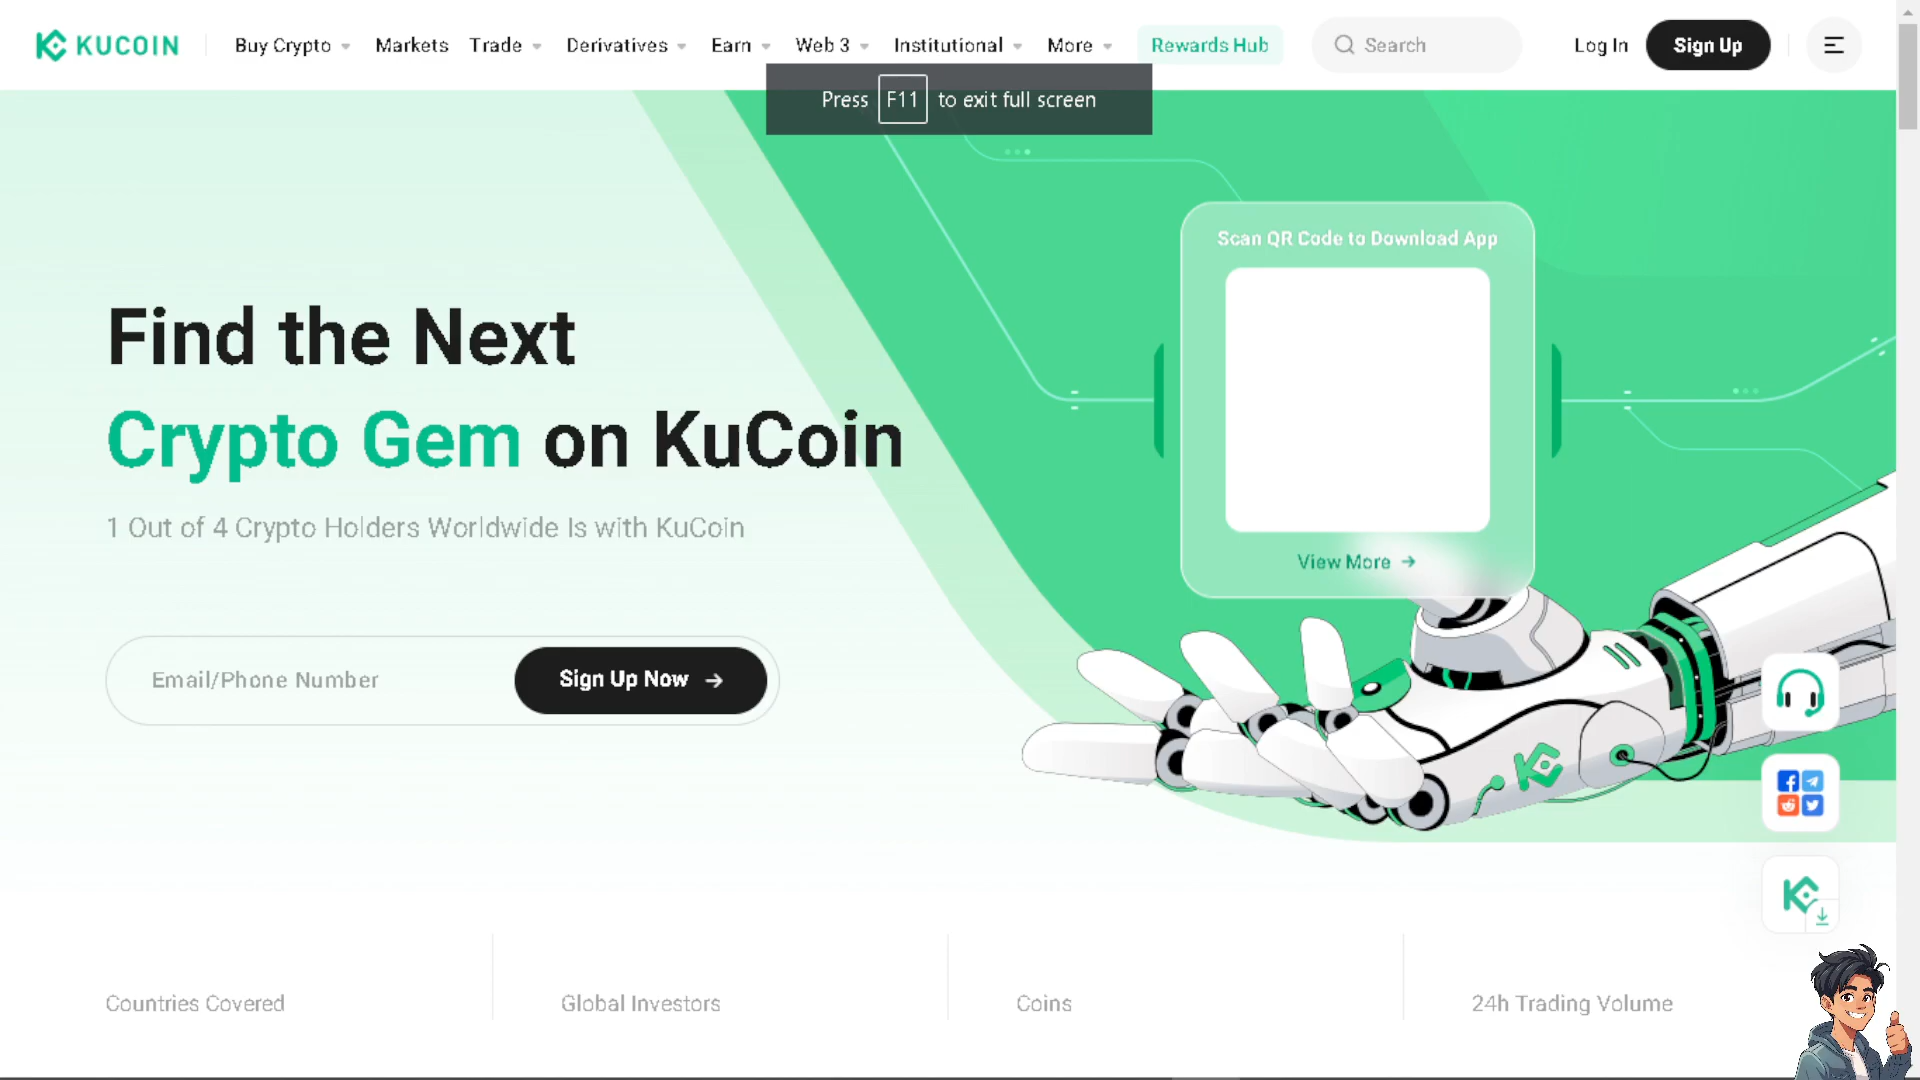 KUCOIN
Buy Crypto Markets Trade Derivatives Earn Web 3 Institutional More Rewards Hub Search Log In Sign Up
Press F11 to exit full screen
Scan QR Code to Download App
View More →
Find the Next
Crypto Gem on KuCoin
1 Out of 4 Crypto Holders Worldwide Is with KuCoin
Email/Phone Number Sign Up Now →
Countries Covered Global Investors Coins 24h Trading Volume